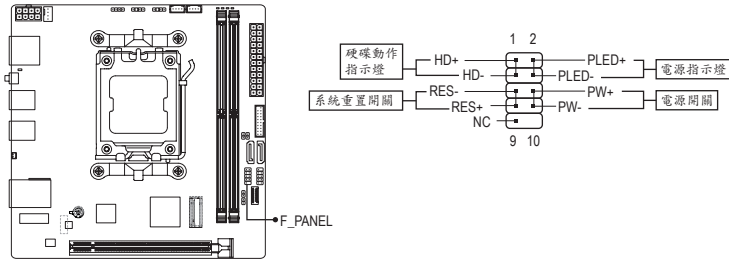 硬碟動作
指示燈
HD+
HD-
1 2
PLED+
PLED-
電源指示燈
系統重置開關
RES-
RES+
PW+
PW-
電源開關
NC
9 10
F_PANEL